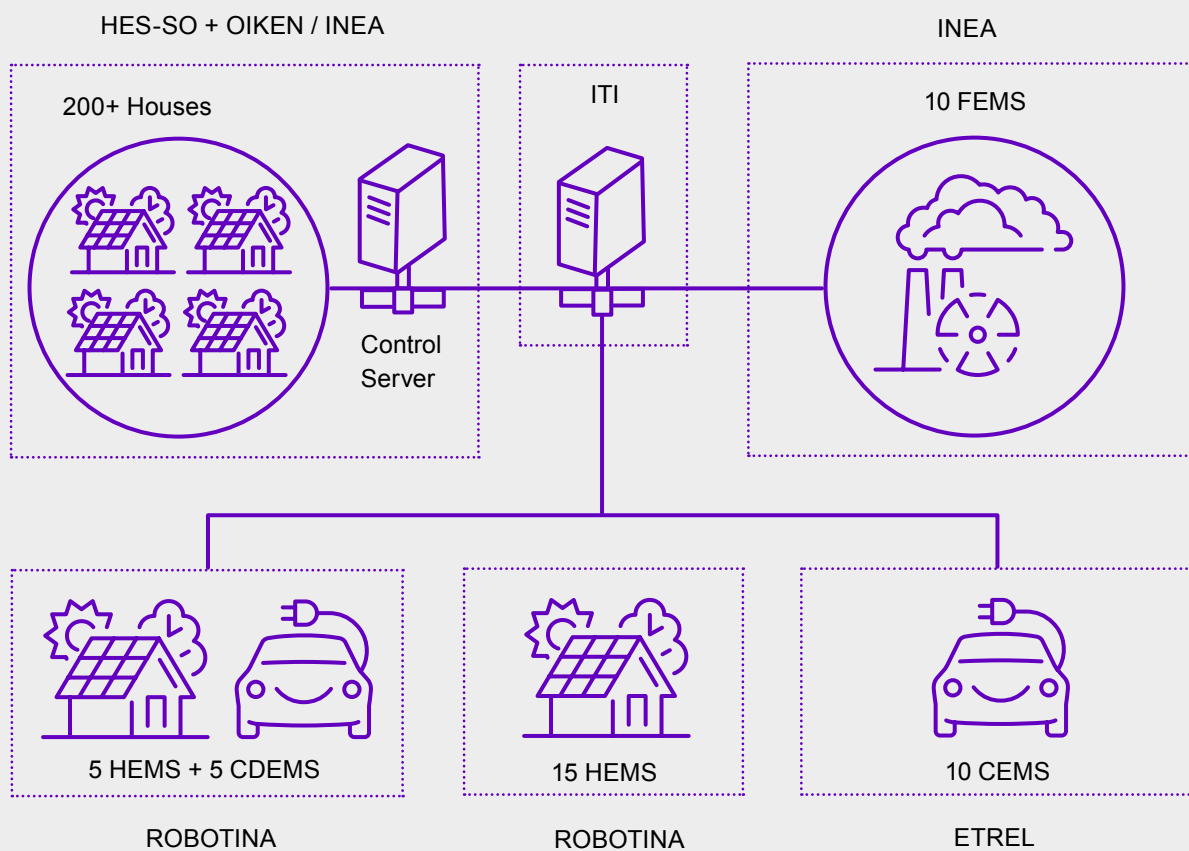 HES-SO + OIKEN / INEA
INEA
200+ Houses
ITI
10 FEMS
Control
Server
5 HEMS + 5 CDEMS
15 HEMS
10 CEMS
ROBOTINA
ROBOTINA
ETREL